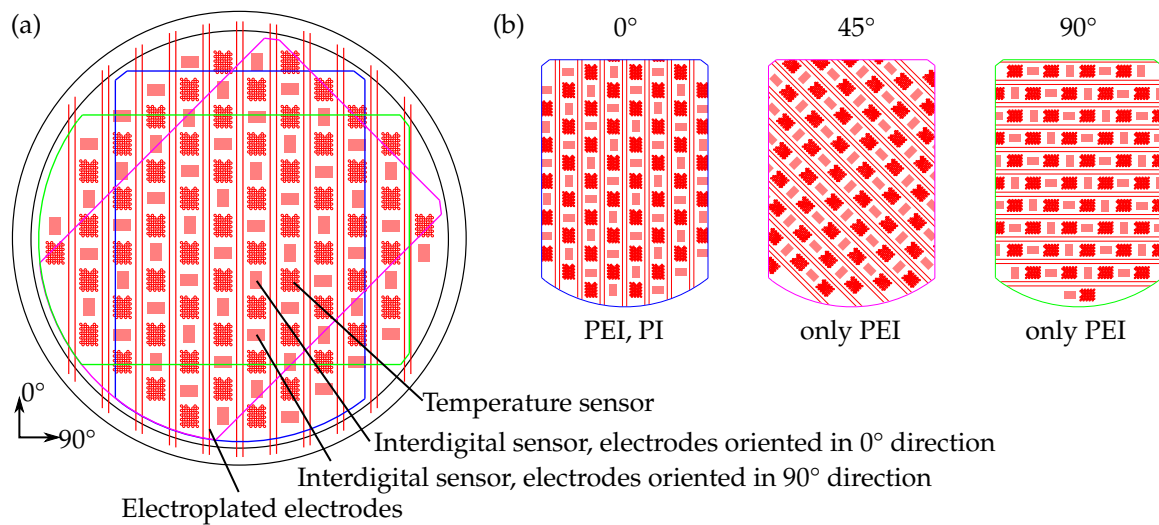 (a)
(b)
0°
45°
90°
PEI, PI
only PEI
only PEI
0°
90°
Temperature sensor
Interdigital sensor, electrodes oriented in 0° direction
Interdigital sensor, electrodes oriented in 90° direction
Electroplated electrodes